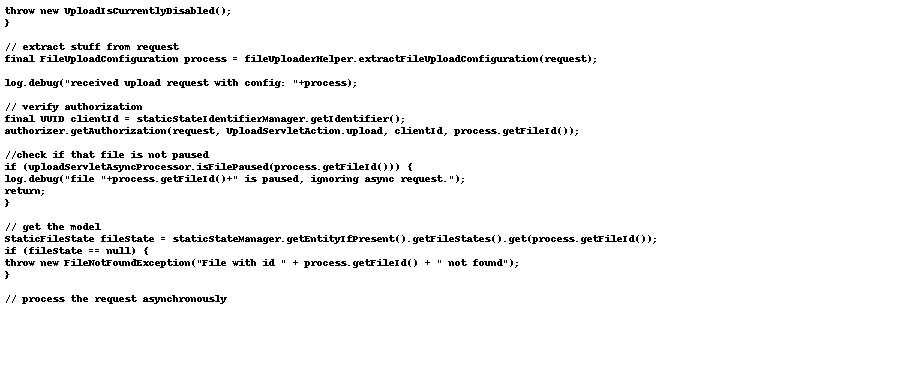 throw new UploadIsCurrentlyDisabled();
}
// extract stuff from request
final FileUploadConfiguration process = fileUploaderHelper.extractFileUploadConfiguration(request);
log.debug("received upload request with config: "+process);
// verify authorization
final UUID clientId = staticStateIdentifierManager.getIdentifier();
authorizer.getAuthorization(request, UploadServletAction.upload, clientId, process.getFileId());
//check if that file is not paused
if (uploadServletAsyncProcessor.isFilePaused(process.getFileId())) {
log.debug("file "+process.getFileId()+" is paused, ignoring async request.");
return;
}
// get the model
StaticFileState fileState = staticStateManager.getEntityIfPresent().getFileStates().get(process.getFileId());
if (fileState == null) {
throw new FileNotFoundException("File with id " + process.getFileId() + " not found");
}
// process the request asynchronously